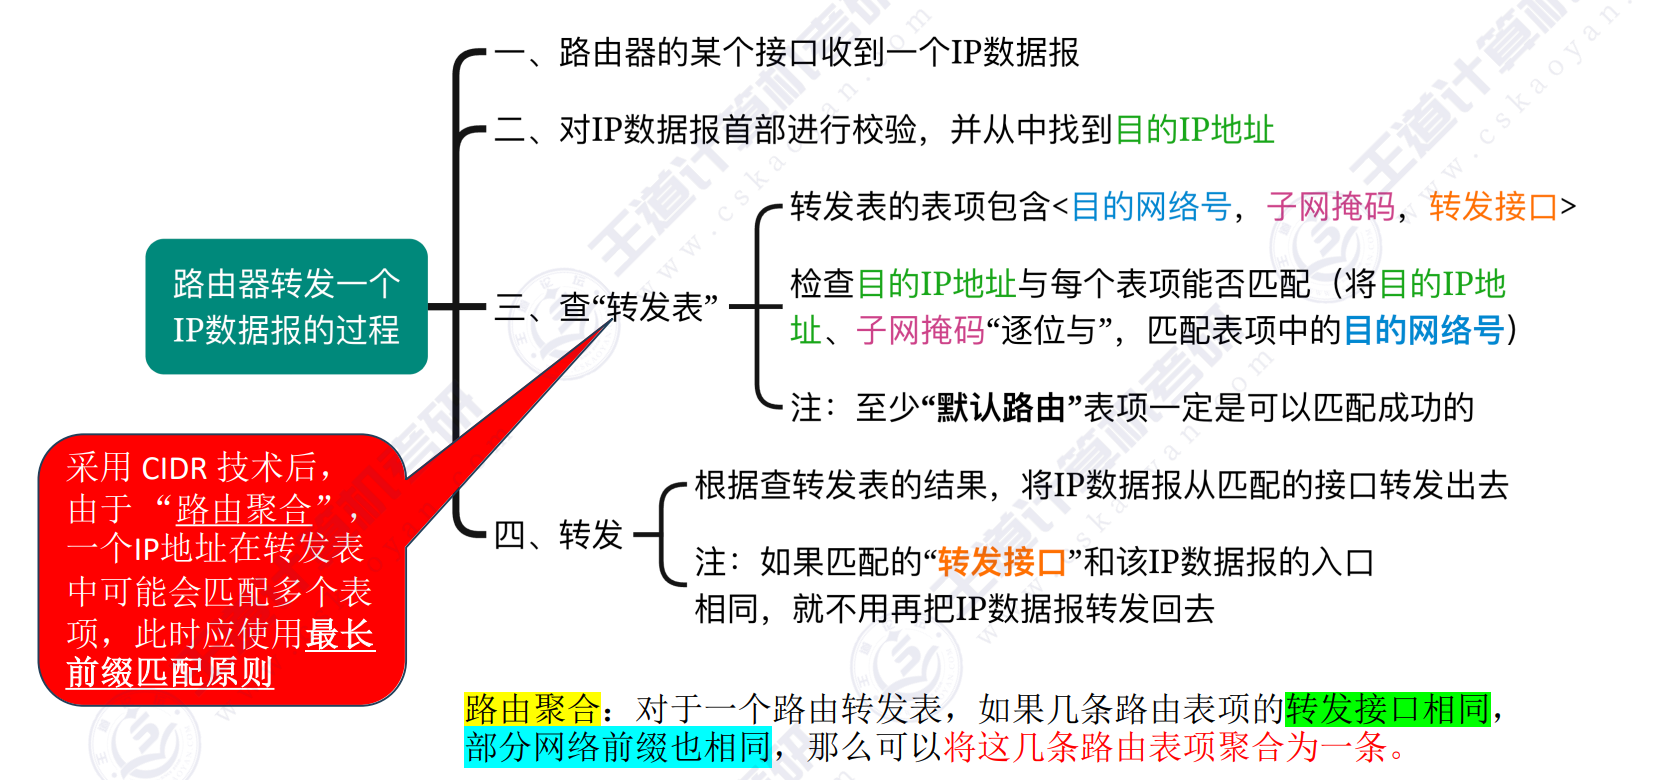 一、路由器的某个接口收到一个IP数据报
二、对IP数据报首部进行校验，并从中找到目的IP地址
路由器转发一个
IP数据报的过程
三、查“转发表”
转发表的表项包含<目的网络号，子网掩码，转发接口>
检查目的IP地址与每个表项能否匹配（将目的IP地
址、子网掩码“逐位与”，匹配表项中的目的网络号）
注：至少“默认路由”表项一定是可以匹配成功的
采用 CIDR 技术后，
由于 “路由聚合”，
一个IP地址在转发表
中可能会匹配多个表
项，此时应使用最长
前缀匹配原则
四、转发
根据查转发表的结果，将IP数据报从匹配的接口转发出去
注：如果匹配的“转发接口”和该IP数据报的入口
相同，就不用再把IP数据报转发回去
路由聚合：对于一个路由转发表，如果几条路由表项的转发接口相同，
部分网络前缀也相同，那么可以将这几条路由表项聚合为一条。
王道计算机考研
www.cskaoyan.com